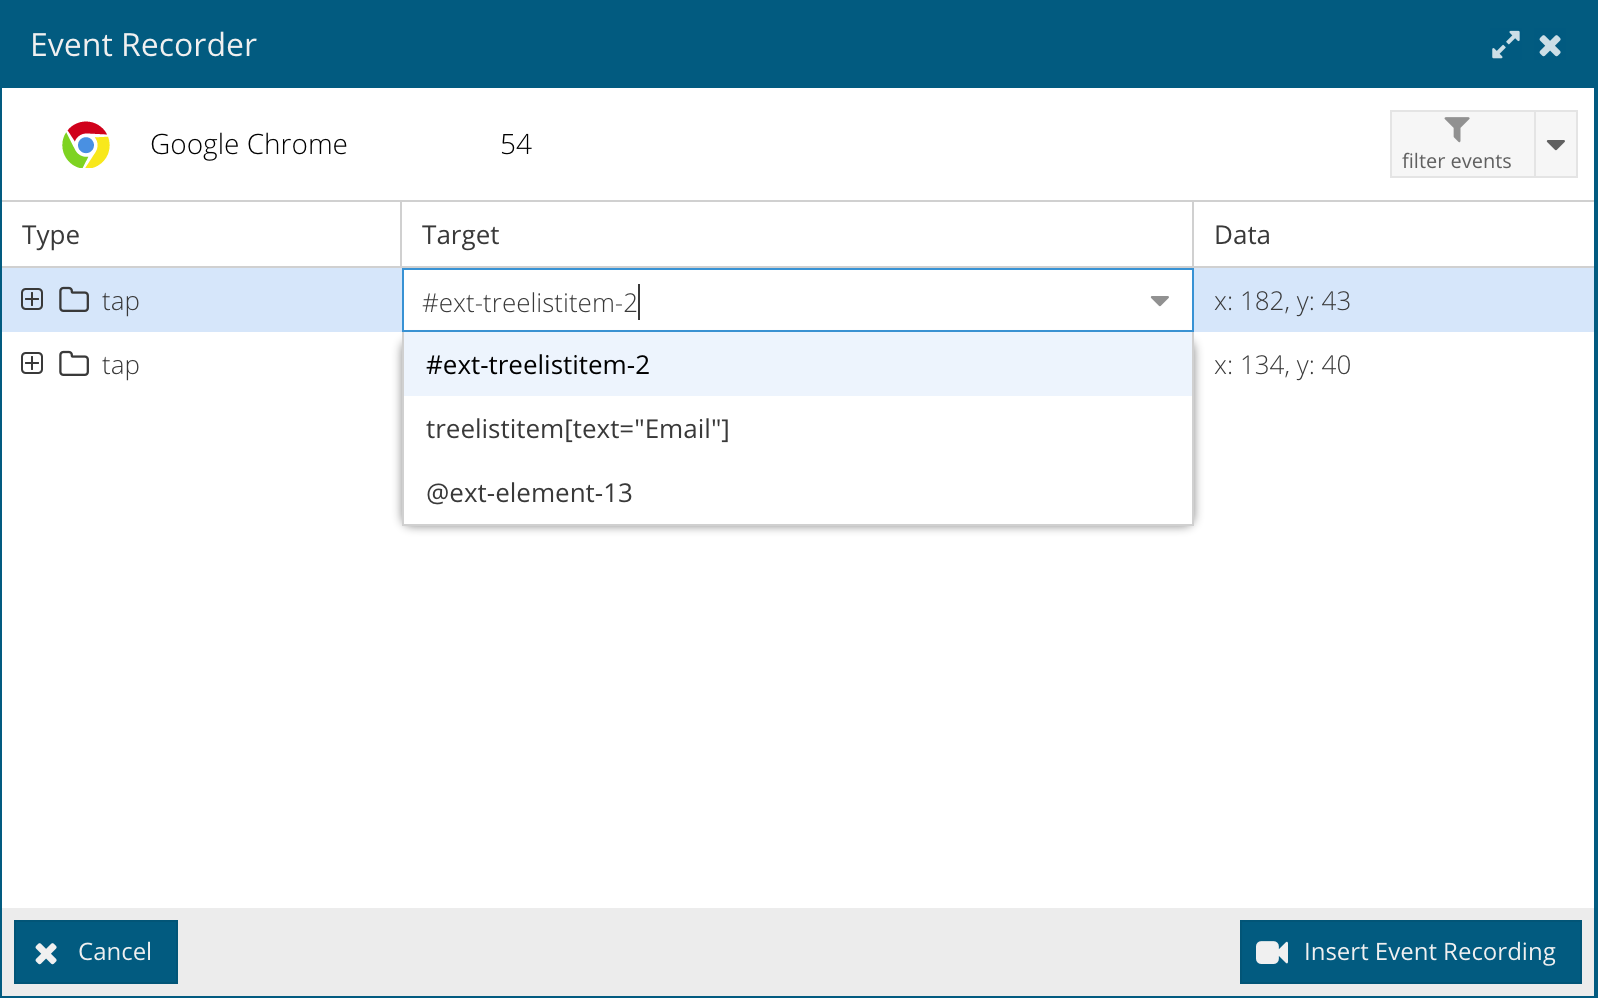 Event Recorder
Google Chrome 54
filter events
Type Target Data
tap #ext-treelistitem-2 x: 182, y: 43
tap #ext-treelistitem-2 x: 134, y: 40
treelistitem[text="Email"]
@ext-element-13
Cancel Insert Event Recording